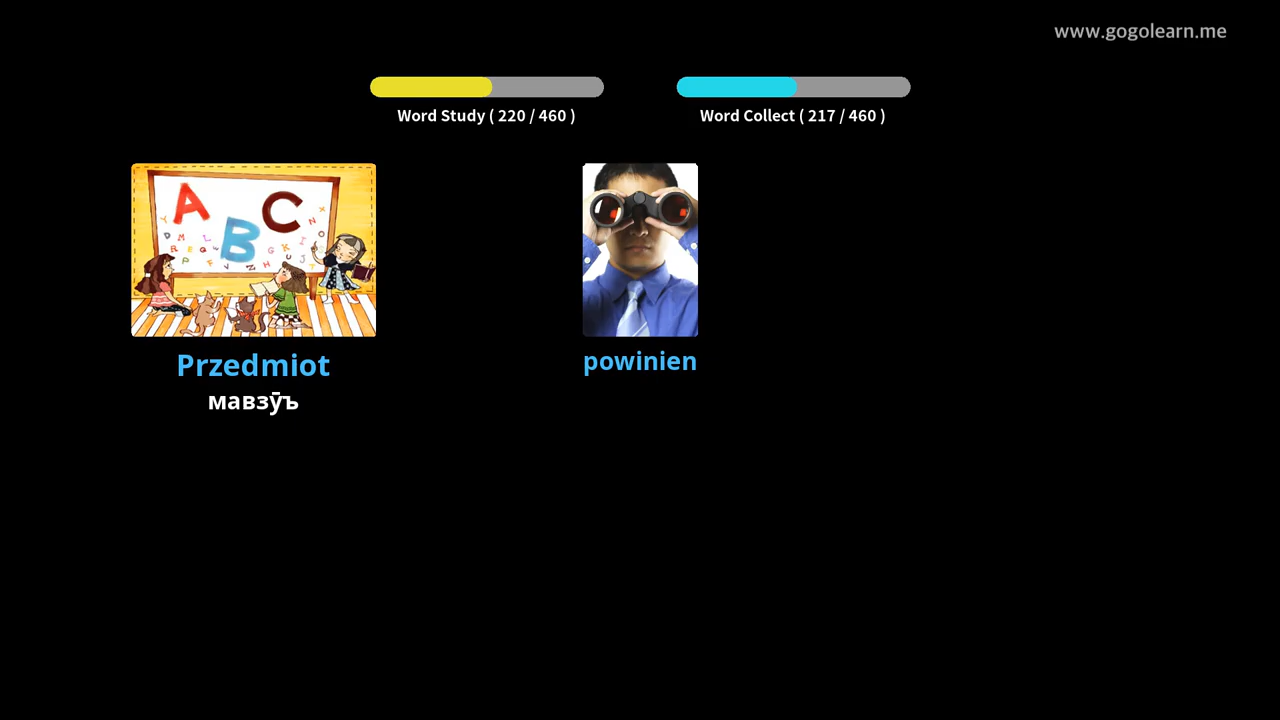 www.gogolearn.me
Word Study ( 220 / 460 )
Word Collect ( 217 / 460 )
A B C
Przedmiot
мавзӯъ
powinien